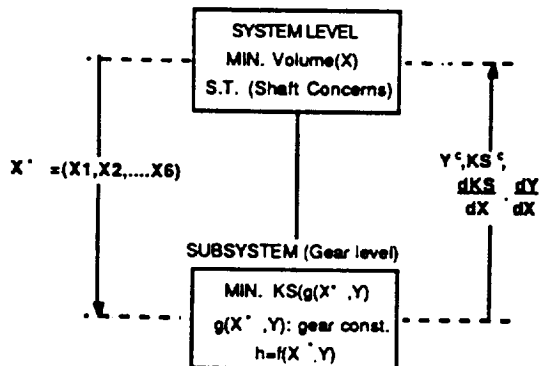 SYSTEM LEVEL
MIN. Volume(X)
S.T. (Shaft Concerns)
X* =(X1,X2,....X6)
Y^c,KS^c,
dKS/dX . dY/dX
SUBSYSTEM (Gear level)
MIN. KS(g(X* ,Y)
g(X* ,Y): gear const.
h=f(X*,Y)